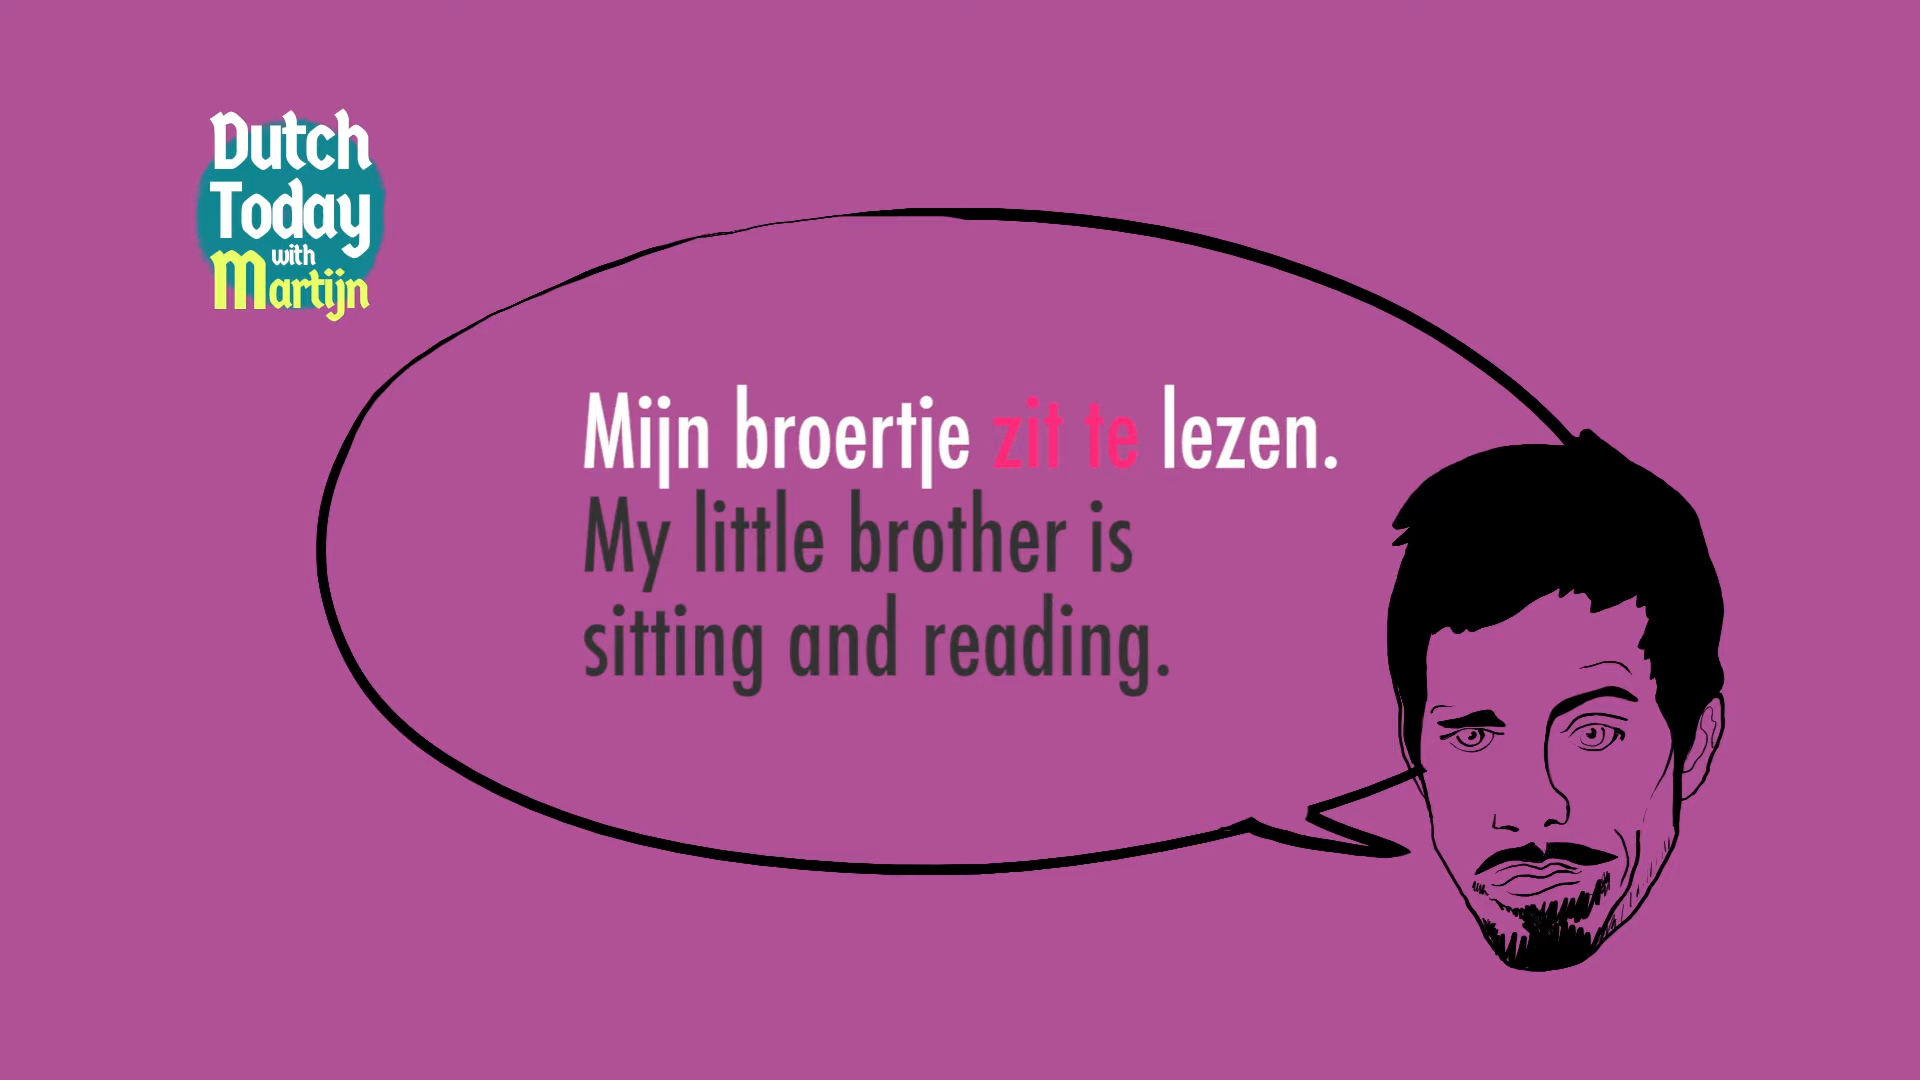 Dutch
Today
with
Martijn
Mijn broertje zit te lezen.
My little brother is
sitting and reading.